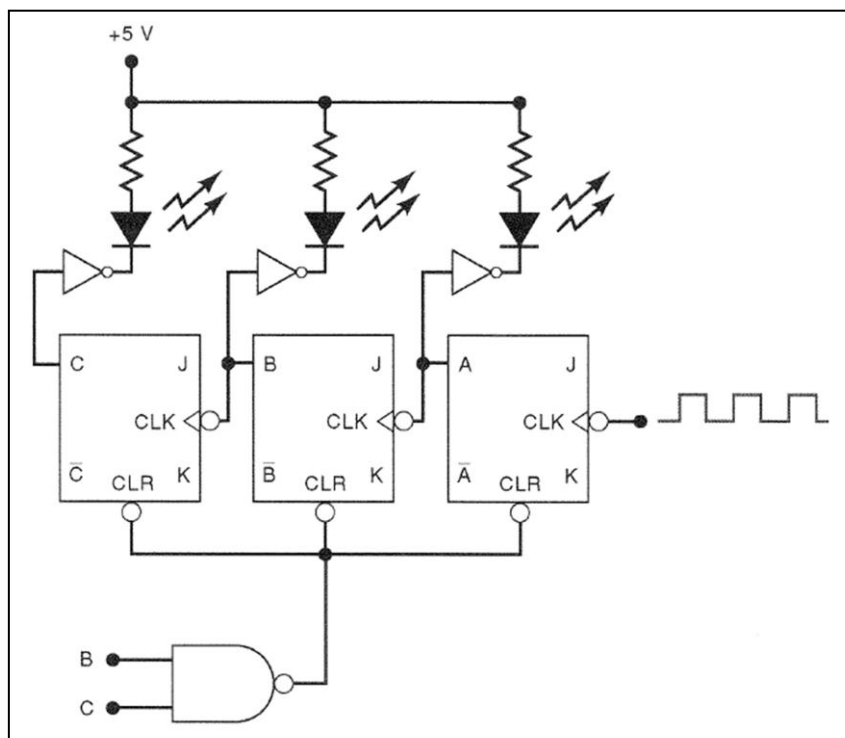 +5 V
C J B J A J
CLK CLK CLK
C̅ K B̅ K A̅ K
CLR CLR CLR
B
C